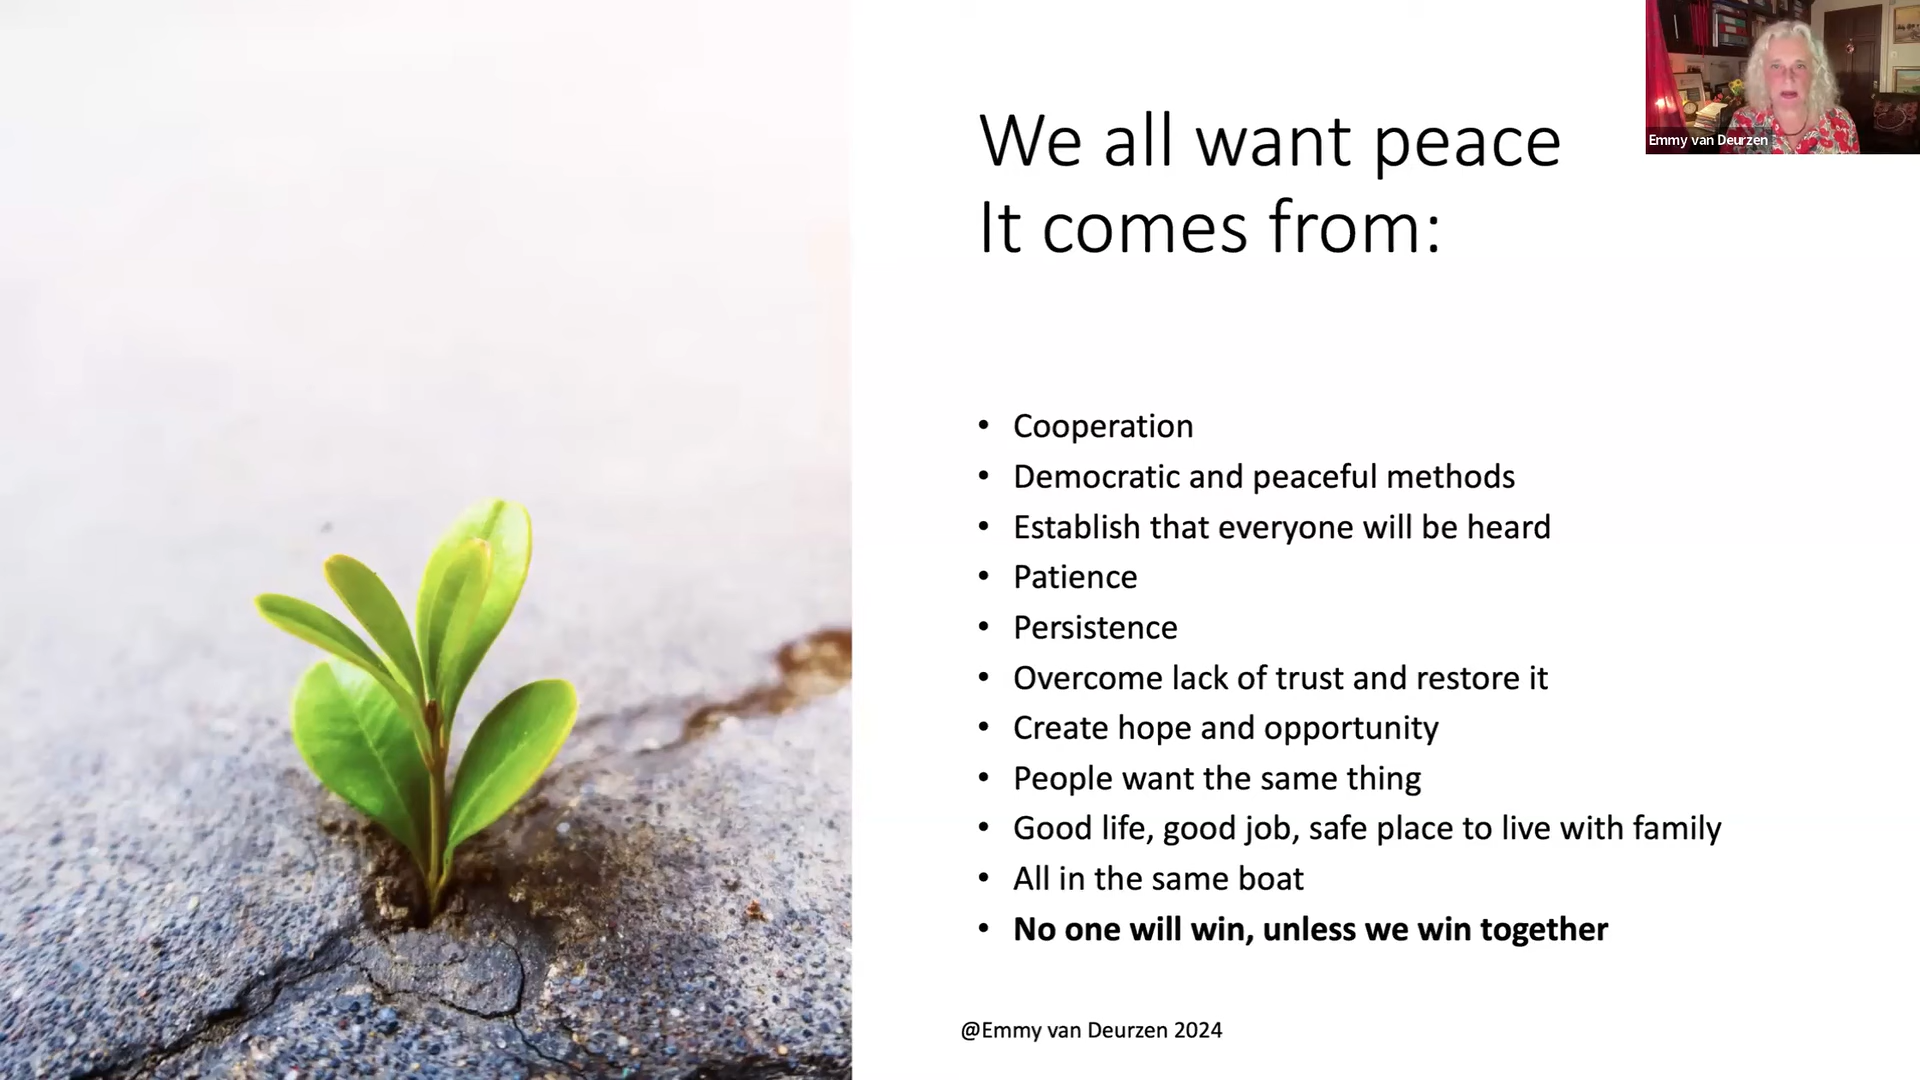 We all want peace
It comes from:
Emmy van Deurzen
• Cooperation
• Democratic and peaceful methods
• Establish that everyone will be heard
• Patience
• Persistence
• Overcome lack of trust and restore it
• Create hope and opportunity
• People want the same thing
• Good life, good job, safe place to live with family
• All in the same boat
• No one will win, unless we win together
@Emmy van Deurzen 2024